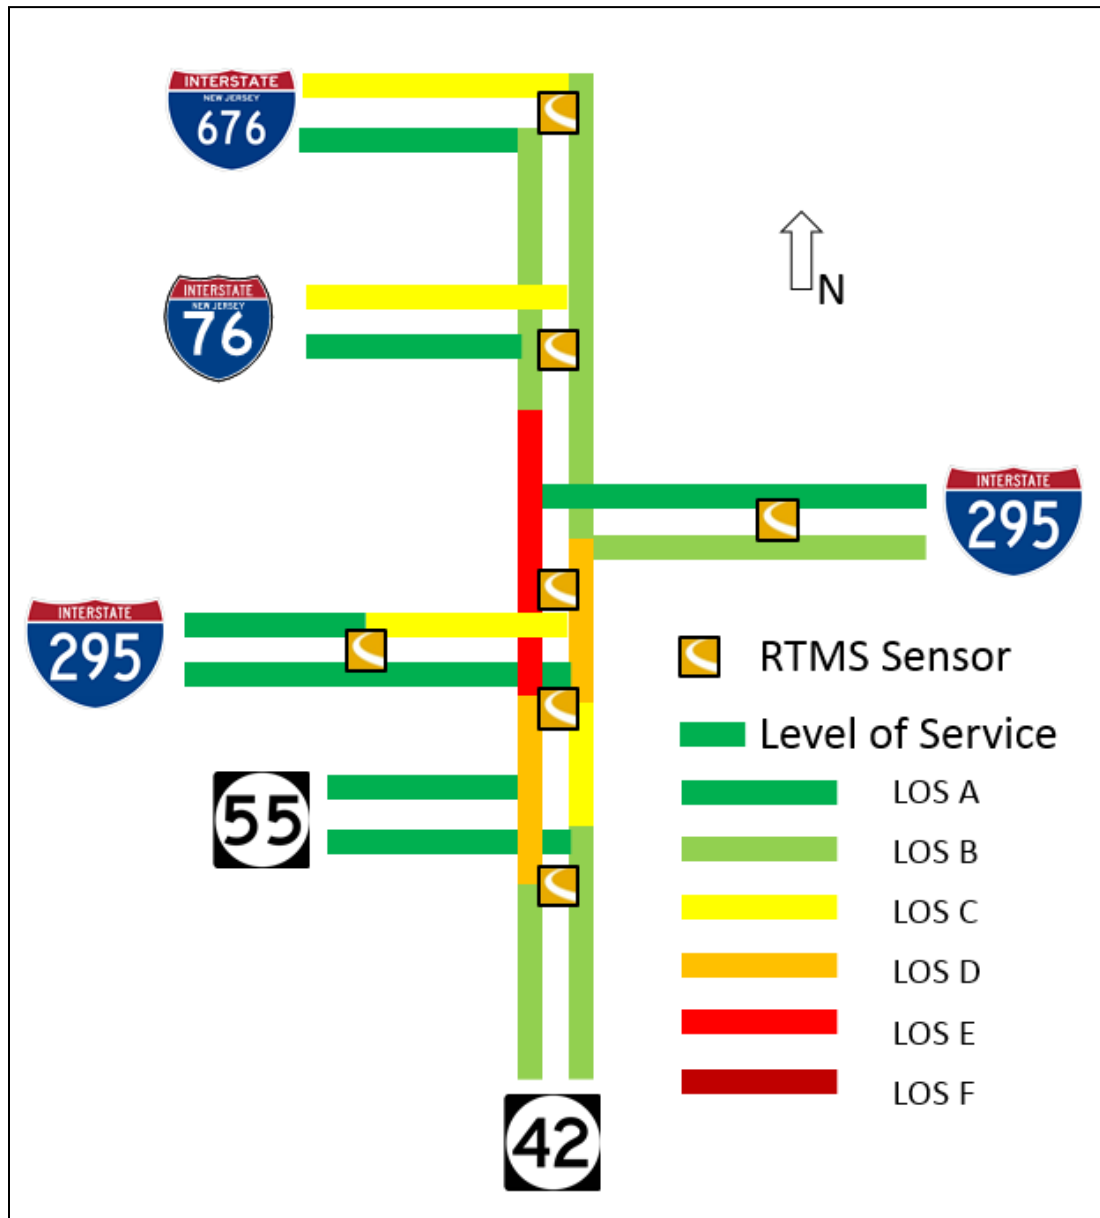 INTERSTATE
NEW JERSEY
676
N
INTERSTATE
NEW JERSEY
76
INTERSTATE
295
INTERSTATE
295
RTMS Sensor
Level of Service
55
LOS A
LOS B
LOS C
LOS D
LOS E
LOS F
42